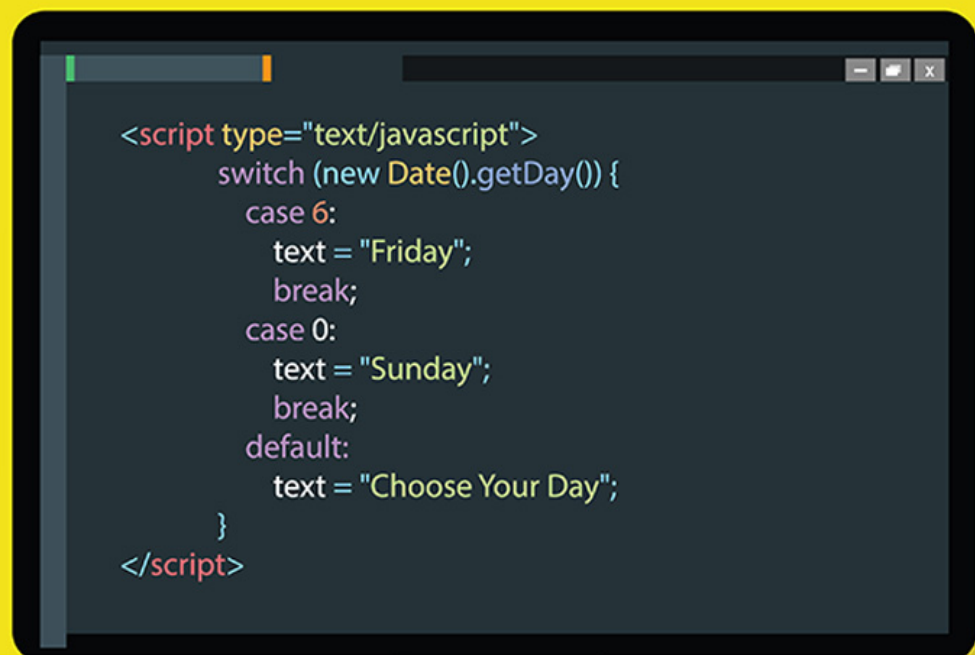 <script type="text/javascript">
switch (new Date().getDay()) {
case 6:
text = "Friday";
break;
case 0:
text = "Sunday";
break;
default:
text = "Choose Your Day";
}
</script>